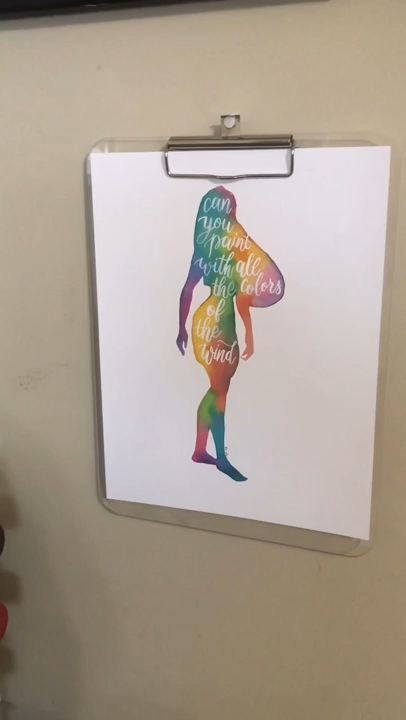 can
you
paint
with all
the colors
of
the
wind